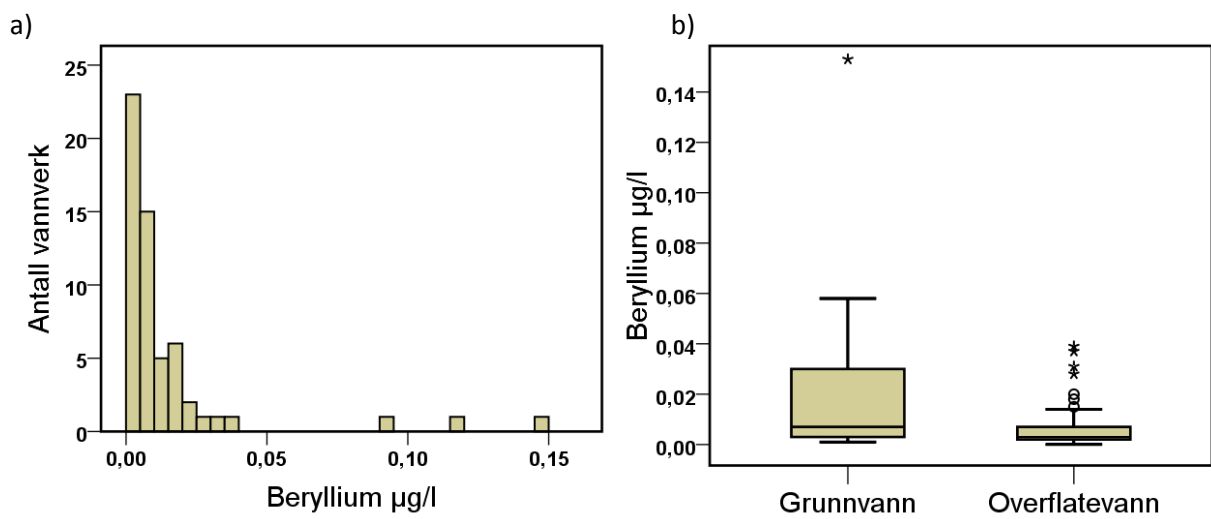 a)
25
20
15
10
5
0
Antall vannverk
0,00 0,05 0,10 0,15
Beryllium µg/l
b)
0,14
0,12
0,10
0,08
0,06
0,04
0,02
0,00
Beryllium µg/l
Grunnvann Overflatevann